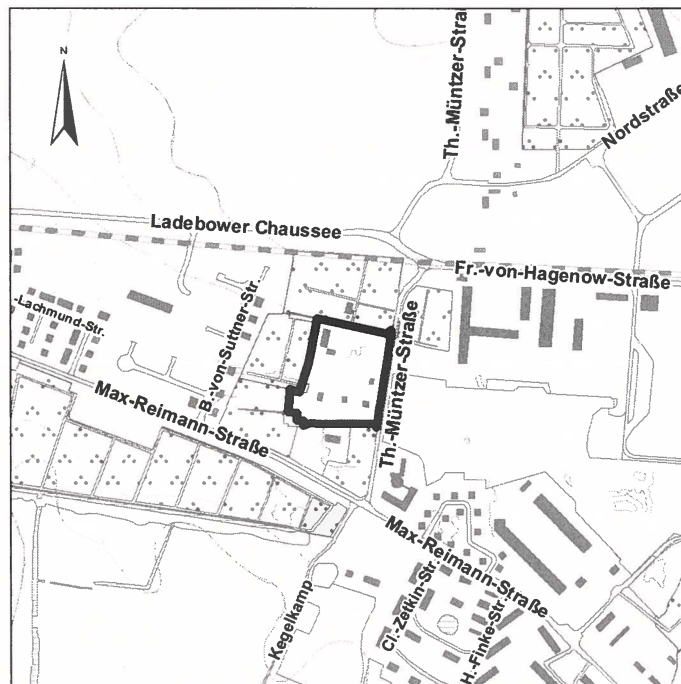 N
Th.-Müntzer-Stra
Nordstraße
Ladebower Chaussee
Fr.-von-Hagenow-Straße
-Lachmund-Str.
B.-von-Suttner-Str.
Th.-Müntzer-Straße
Max-Reimann-Straße
Max-Reimann-Straße
Kegelkamp
Cl.-Zetkin-Str.
H.-Finke-Str.